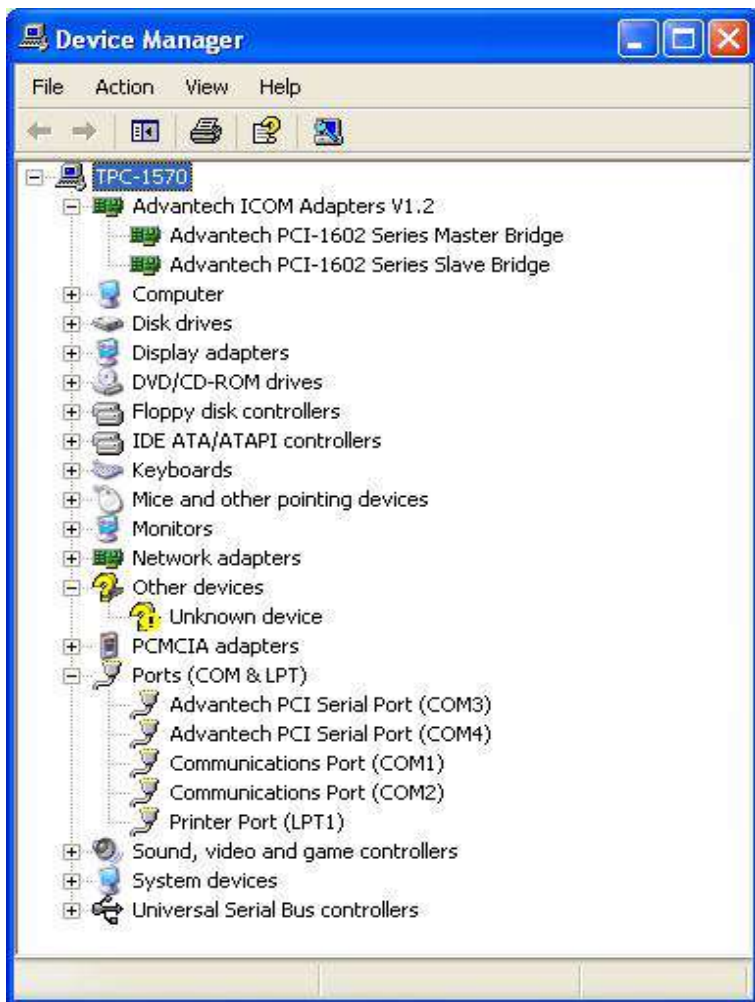 Device Manager
File Action View Help
TPC-1570
Advantech ICOM Adapters V1.2
Advantech PCI-1602 Series Master Bridge
Advantech PCI-1602 Series Slave Bridge
Computer
Disk drives
Display adapters
DVD/CD-ROM drives
Floppy disk controllers
IDE ATA/ATAPI controllers
Keyboards
Mice and other pointing devices
Monitors
Network adapters
Other devices
Unknown device
PCMCIA adapters
Ports (COM & LPT)
Advantech PCI Serial Port (COM3)
Advantech PCI Serial Port (COM4)
Communications Port (COM1)
Communications Port (COM2)
Printer Port (LPT1)
Sound, video and game controllers
System devices
Universal Serial Bus controllers